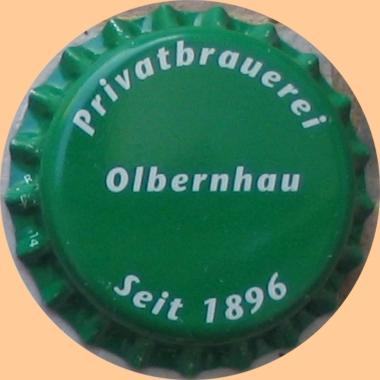 Privatbrauerei
Olbernhau
Seit 1896